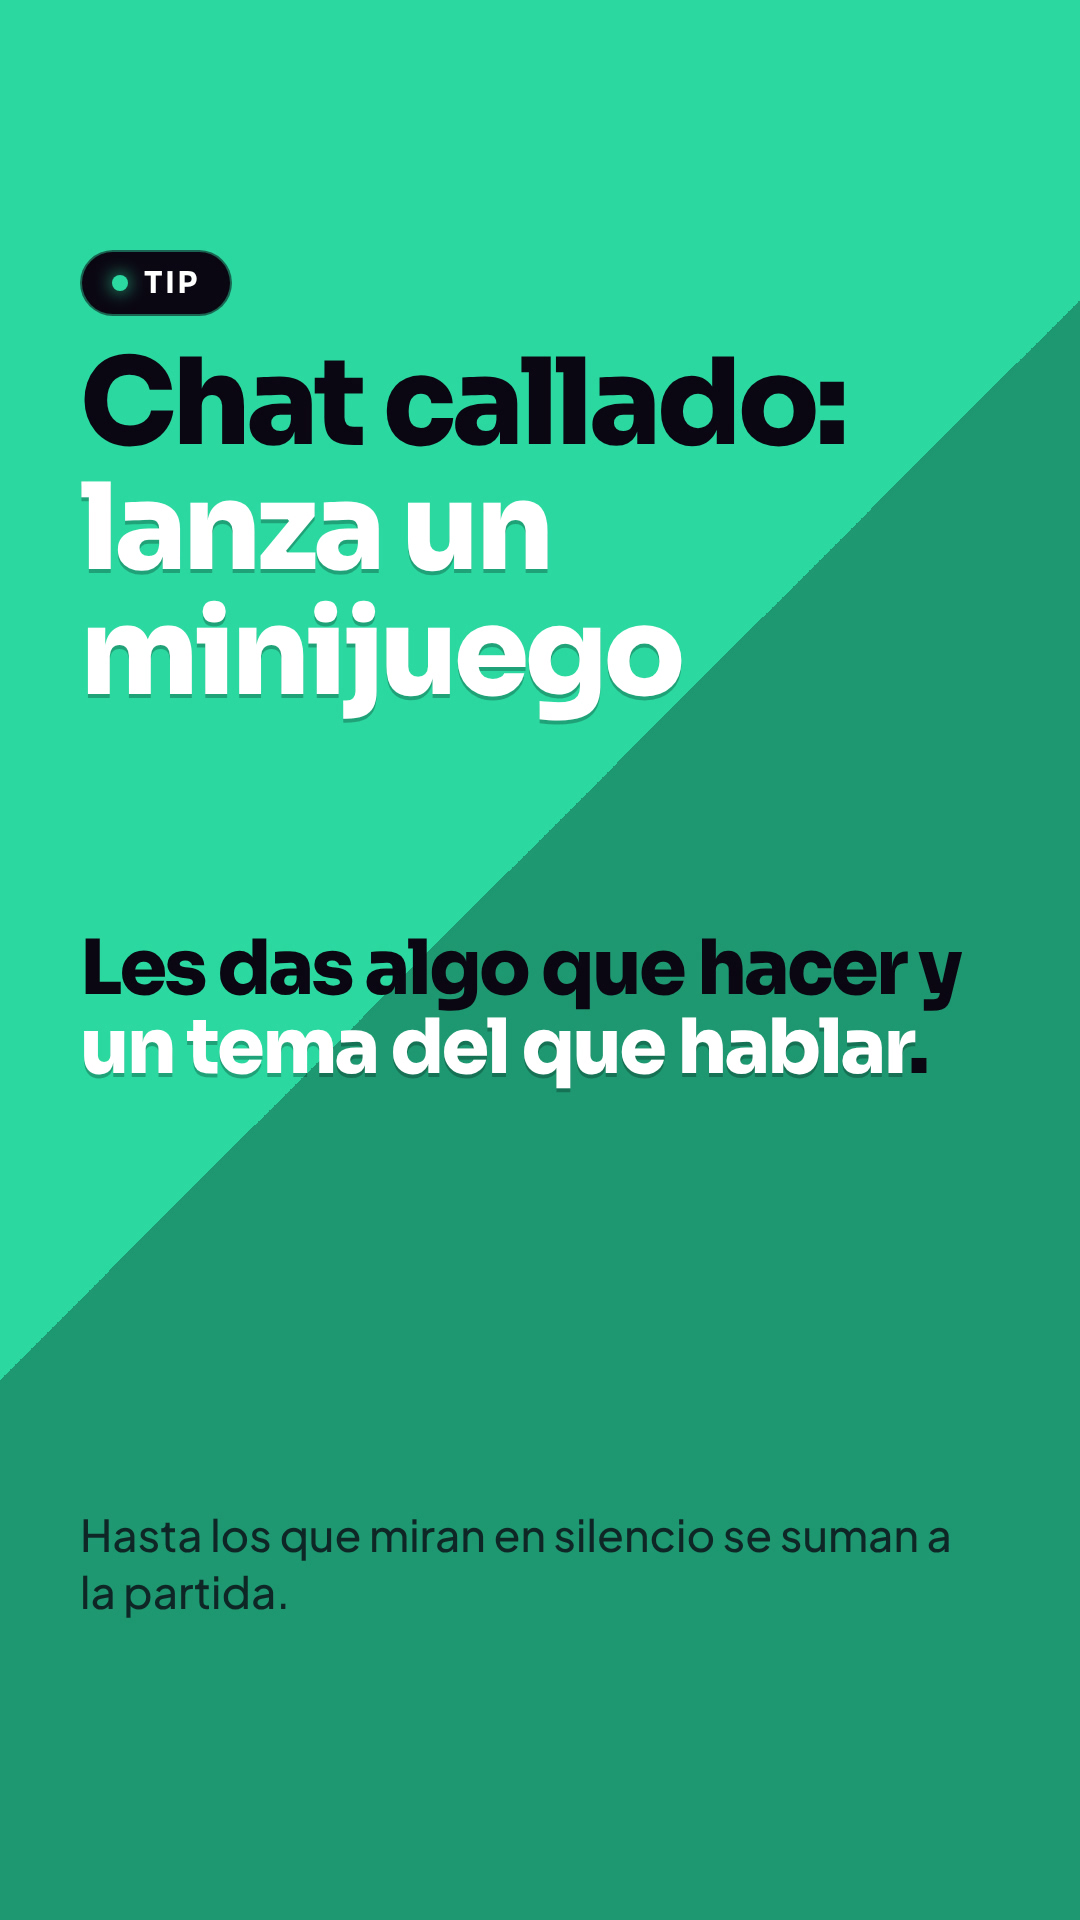 TIP
Chat callado:
lanza un
minijuego
Les das algo que hacer y
un tema del que hablar.
Hasta los que miran en silencio se suman a
la partida.